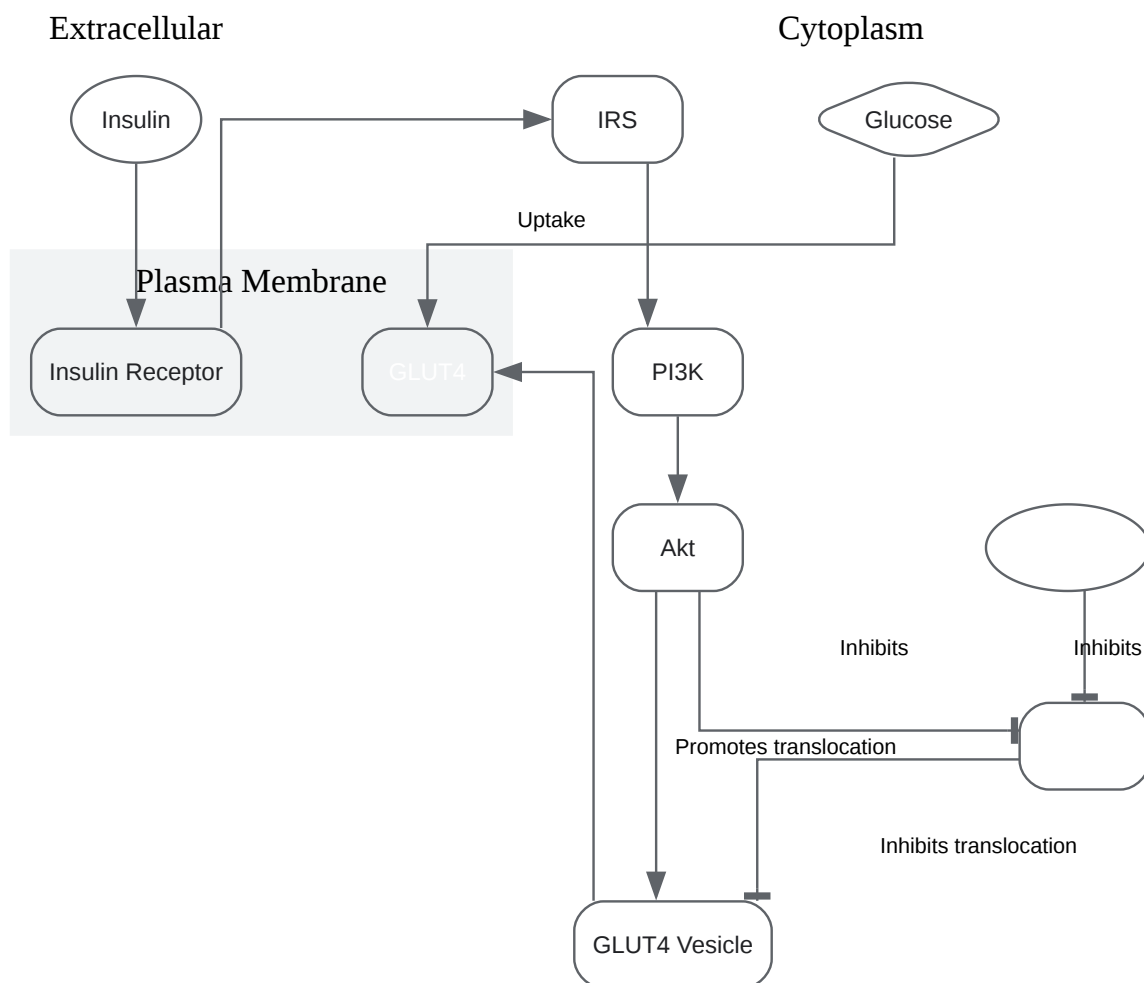 Extracellular
Cytoplasm
Insulin
IRS
Glucose
Uptake
Plasma Membrane
Insulin Receptor
GLUT4
PI3K
Akt
Inhibits
Inhibits
Promotes translocation
Inhibits translocation
GLUT4 Vesicle